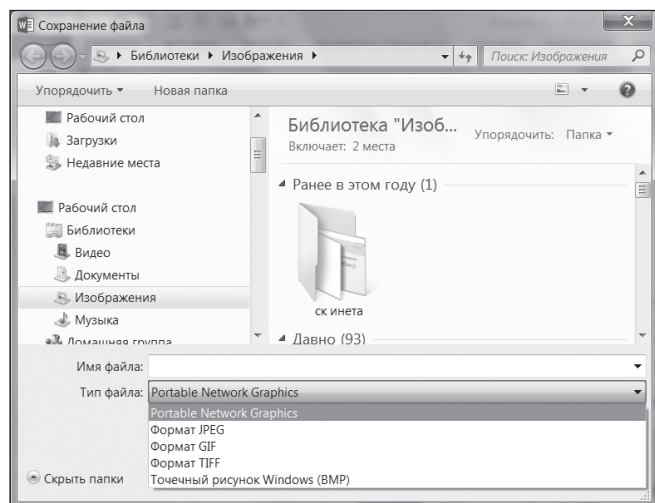 Сохранение файла
Библиотеки Изображения
Поиск: Изображения
Упорядочить Новая папка
Рабочий стол
Загрузки
Недавние места
Рабочий стол
Библиотеки
Видео
Документы
Изображения
Музыка
Домашняя группа
Библиотека "Изоб...
Включает: 2 места
Упорядочить: Папка
Ранее в этом году (1)
ск инета
Давно (93)
Имя файла:
Тип файла: Portable Network Graphics
Portable Network Graphics
Формат JPEG
Формат GIF
Формат TIFF
Точечный рисунок Windows (BMP)
Скрыть папки